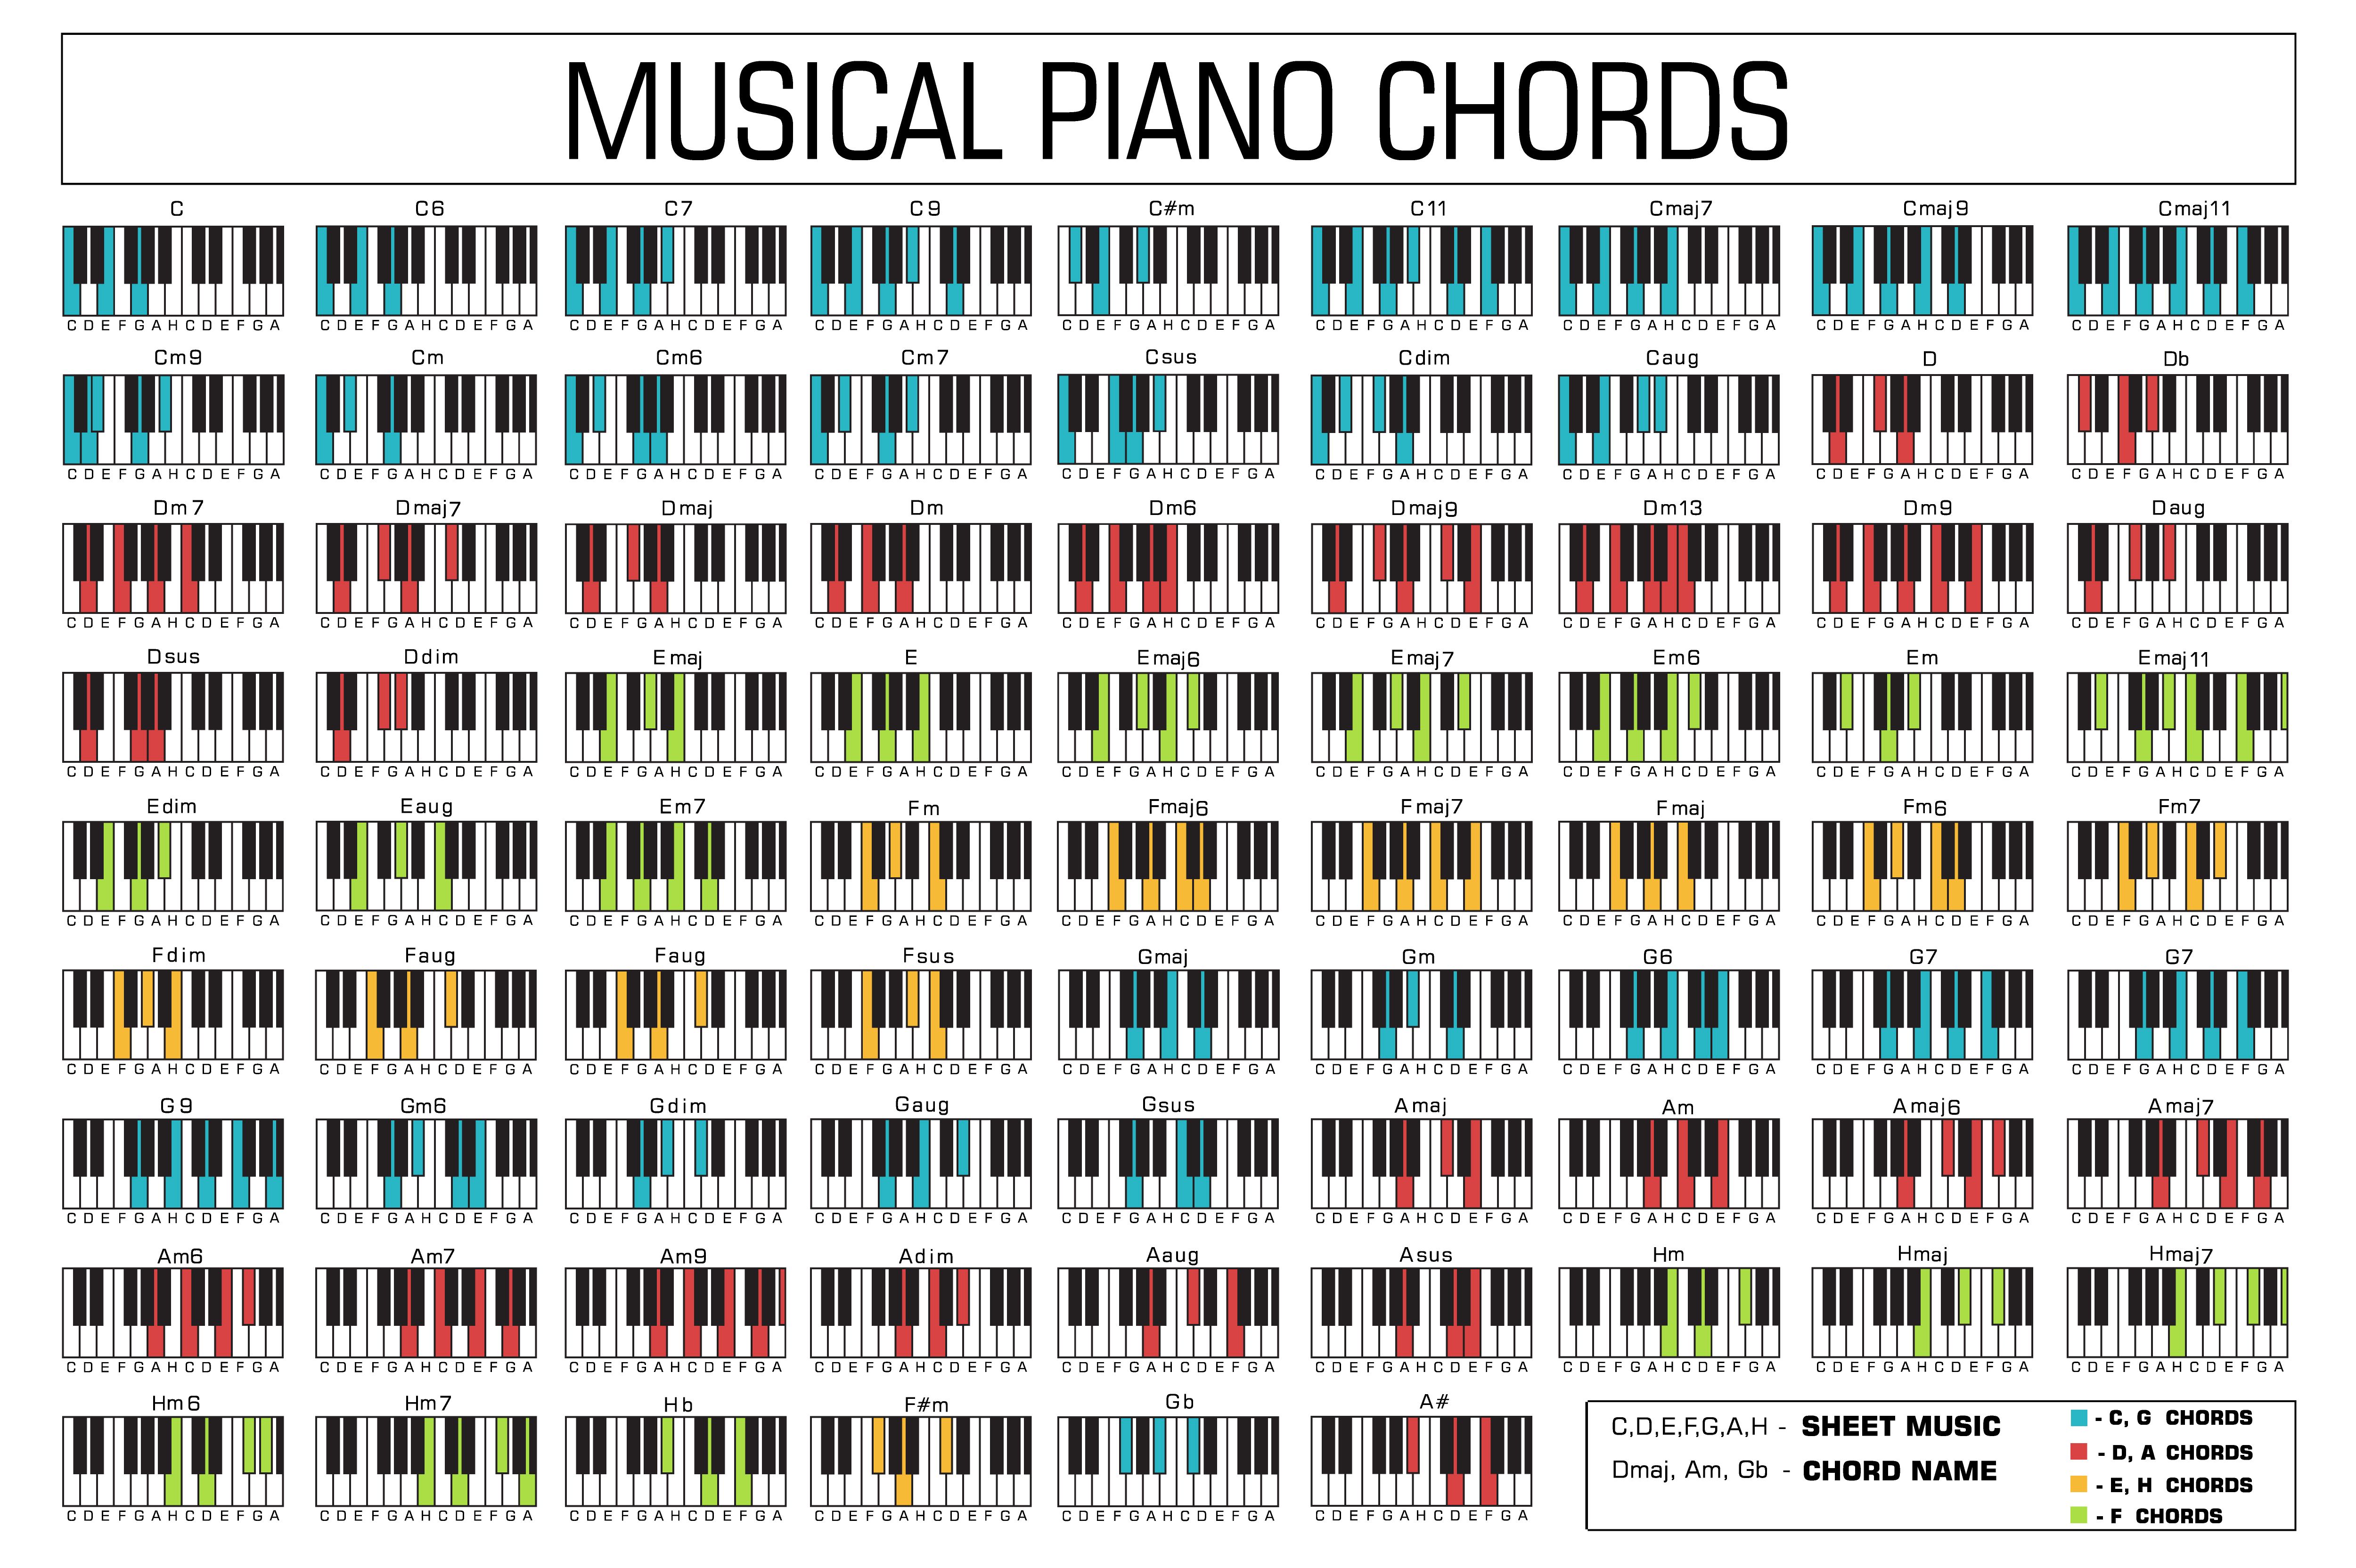 MUSICAL PIANO CHORDS
C C6 C7 C9 C#m C11 Cmaj7 Cmaj9 Cmaj11
C D E F G A H C D E F G A C D E F G A H C D E F G A C D E F G A H C D E F G A C D E F G A H C D E F G A C D E F G A H C D E F G A C D E F G A H C D E F G A C D E F G A H C D E F G A C D E F G A H C D E F G A C D E F G A H C D E F G A
Cm9 Cm Cm6 Cm7 Csus Cdim Caug D Db
C D E F G A H C D E F G A C D E F G A H C D E F G A C D E F G A H C D E F G A C D E F G A H C D E F G A C D E F G A H C D E F G A C D E F G A H C D E F G A C D E F G A H C D E F G A C D E F G A H C D E F G A C D E F G A H C D E F G A
Dm7 Dmaj7 Dmaj Dm Dm6 Dmaj9 Dm13 Dm9 Daug
C D E F G A H C D E F G A C D E F G A H C D E F G A C D E F G A H C D E F G A C D E F G A H C D E F G A C D E F G A H C D E F G A C D E F G A H C D E F G A C D E F G A H C D E F G A C D E F G A H C D E F G A C D E F G A H C D E F G A
Dsus Ddim Emaj E Emaj6 Emaj7 Em6 Em Emaj11
C D E F G A H C D E F G A C D E F G A H C D E F G A C D E F G A H C D E F G A C D E F G A H C D E F G A C D E F G A H C D E F G A C D E F G A H C D E F G A C D E F G A H C D E F G A C D E F G A H C D E F G A C D E F G A H C D E F G A
Edim Eaug Em7 Fm Fmaj6 Fmaj7 Fmaj Fm6 Fm7
C D E F G A H C D E F G A C D E F G A H C D E F G A C D E F G A H C D E F G A C D E F G A H C D E F G A C D E F G A H C D E F G A C D E F G A H C D E F G A C D E F G A H C D E F G A C D E F G A H C D E F G A C D E F G A H C D E F G A
Fdim Faug Faug Fsus Gmaj Gm G6 G7 G7
C D E F G A H C D E F G A C D E F G A H C D E F G A C D E F G A H C D E F G A C D E F G A H C D E F G A C D E F G A H C D E F G A C D E F G A H C D E F G A C D E F G A H C D E F G A C D E F G A H C D E F G A C D E F G A H C D E F G A
G9 Gm6 Gdim Gaug Gsus Amaj Am Amaj6 Amaj7
C D E F G A H C D E F G A C D E F G A H C D E F G A C D E F G A H C D E F G A C D E F G A H C D E F G A C D E F G A H C D E F G A C D E F G A H C D E F G A C D E F G A H C D E F G A C D E F G A H C D E F G A C D E F G A H C D E F G A
Am6 Am7 Am9 Adim Aaug Asus Hm Hmaj Hmaj7
C D E F G A H C D E F G A C D E F G A H C D E F G A C D E F G A H C D E F G A C D E F G A H C D E F G A C D E F G A H C D E F G A C D E F G A H C D E F G A C D E F G A H C D E F G A C D E F G A H C D E F G A C D E F G A H C D E F G A
Hm6 Hm7 Hb F#m Gb A#
C D E F G A H C D E F G A C D E F G A H C D E F G A C D E F G A H C D E F G A C D E F G A H C D E F G A C D E F G A H C D E F G A C D E F G A H C D E F G A
C,D,E,F,G,A,H - SHEET MUSIC
Dmaj, Am, Gb - CHORD NAME
- C, G CHORDS
- D, A CHORDS
- E, H CHORDS
- F CHORDS